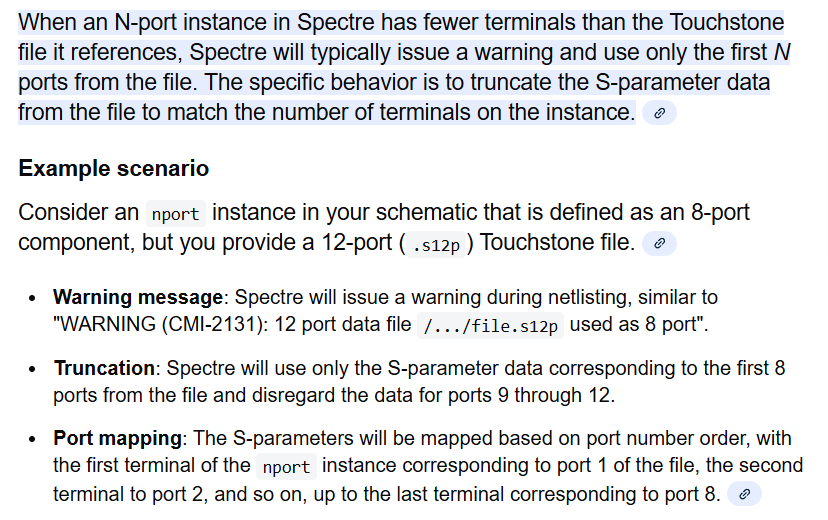 When an N-port instance in Spectre has fewer terminals than the Touchstone
file it references, Spectre will typically issue a warning and use only the first N
ports from the file. The specific behavior is to truncate the S-parameter data
from the file to match the number of terminals on the instance.
Example scenario
Consider an nport instance in your schematic that is defined as an 8-port
component, but you provide a 12-port ( .s12p ) Touchstone file.
• Warning message: Spectre will issue a warning during netlisting, similar to
"WARNING (CMI-2131): 12 port data file /.../file.s12p used as 8 port".
• Truncation: Spectre will use only the S-parameter data corresponding to the first 8
ports from the file and disregard the data for ports 9 through 12.
• Port mapping: The S-parameters will be mapped based on port number order, with
the first terminal of the nport instance corresponding to port 1 of the file, the second
terminal to port 2, and so on, up to the last terminal corresponding to port 8.